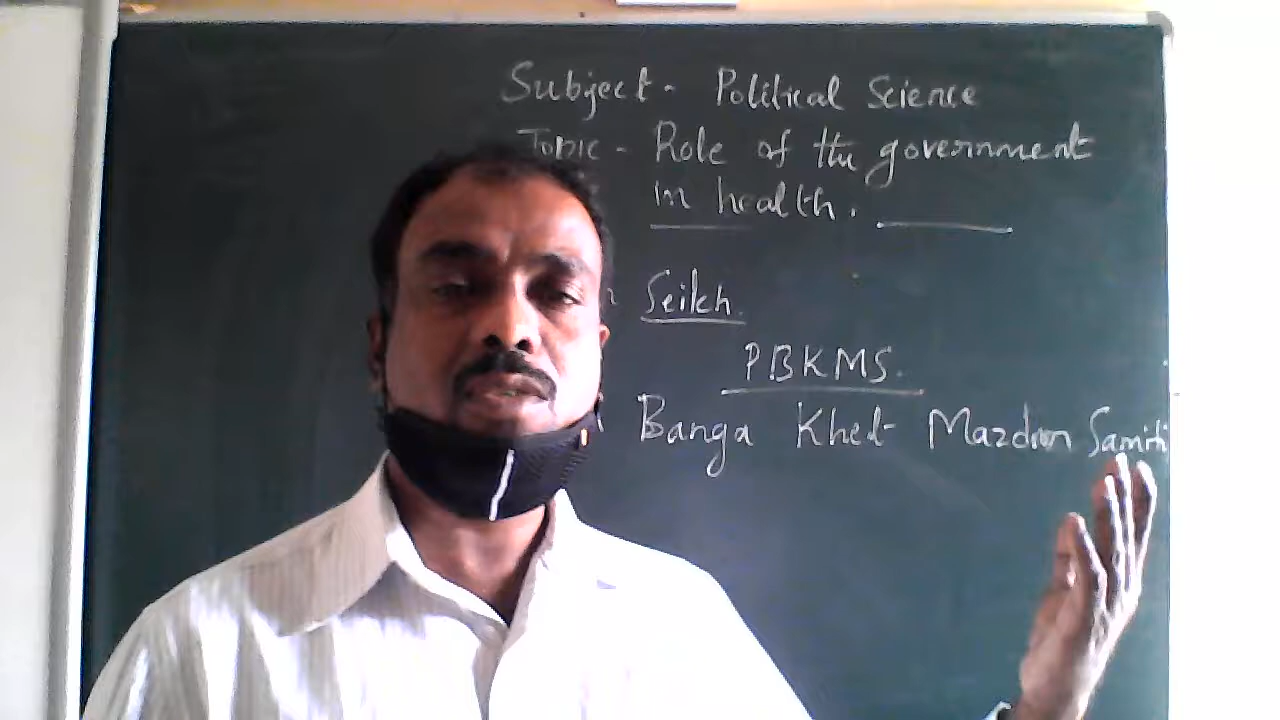 Subject - Political Science
Topic - Role of the government
in health.
Seikh.
PBKMS.
Banga Khet Mazdoor Samiti